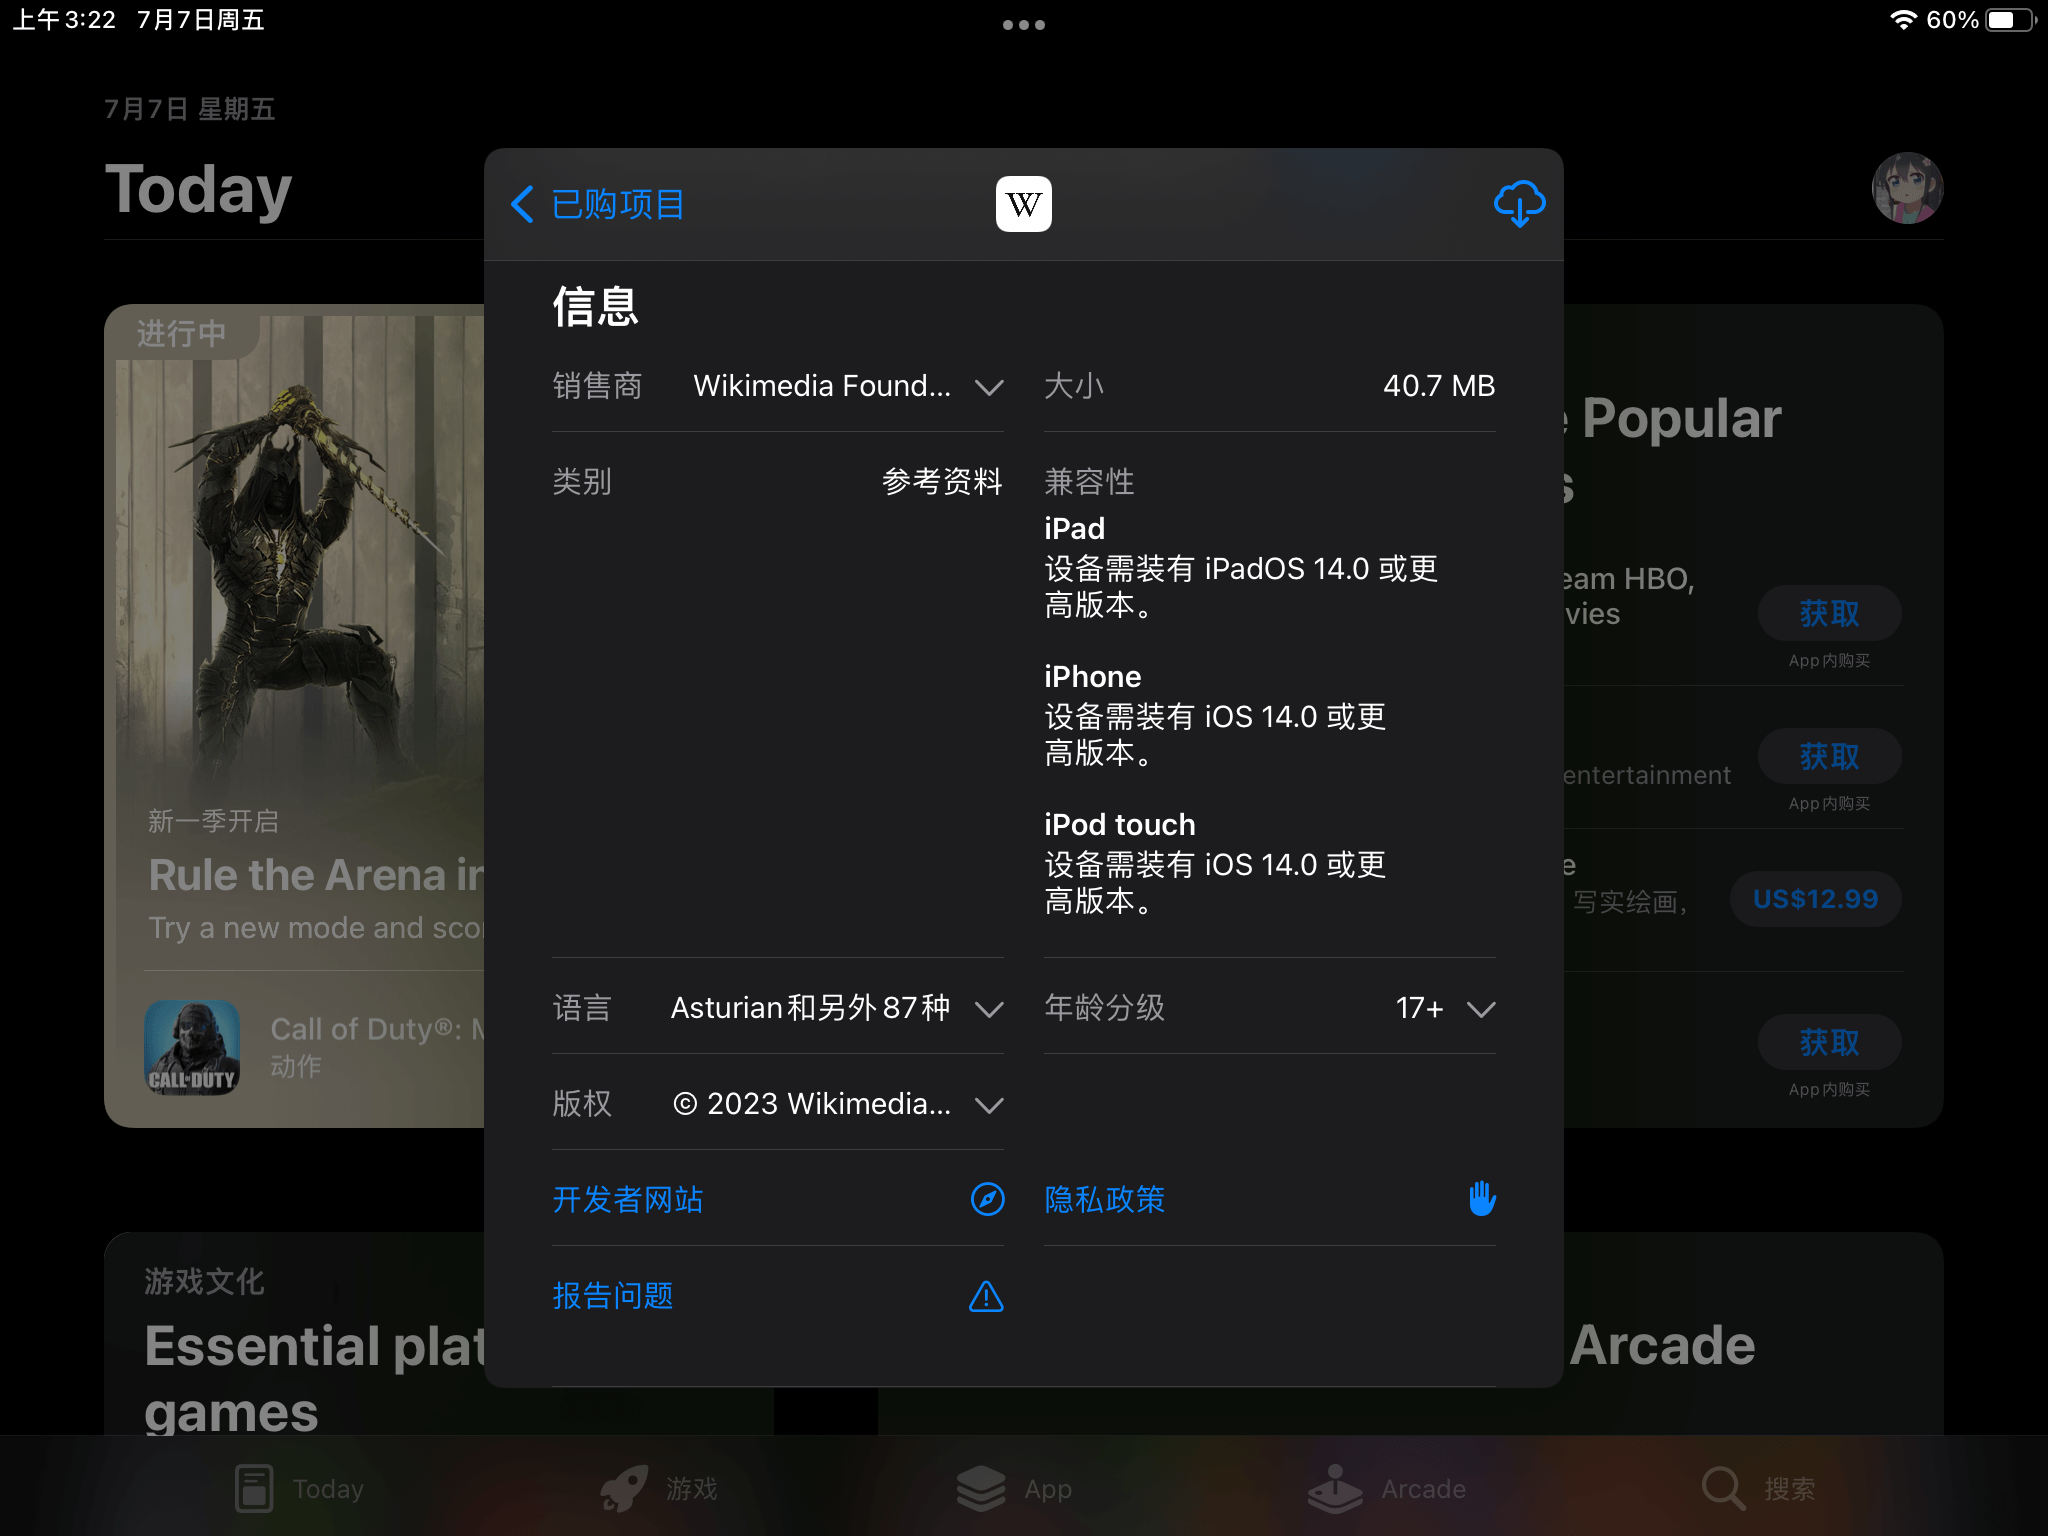 上午3:22 7月7日周五
60%
7月7日 星期五
Today
已购项目
W
信息
销售商 Wikimedia Found...
大小 40.7 MB
类别 参考资料
兼容性
iPad
设备需装有 iPadOS 14.0 或更
高版本。
iPhone
设备需装有 iOS 14.0 或更
高版本。
iPod touch
设备需装有 iOS 14.0 或更
高版本。
语言 Asturian和另外87种
年龄分级 17+
版权 © 2023 Wikimedia...
开发者网站
隐私政策
报告问题
进行中
新一季开启
Rule the Arena in
Try a new mode and
CALL OF DUTY
Call of Duty®:
动作
Popular
HBO,
获取
App内购买
entertainment
获取
App内购买
写实绘画,
US$12.99
获取
App内购买
游戏文化
Essential
games
Arcade
Today
游戏
App
Arcade
搜索